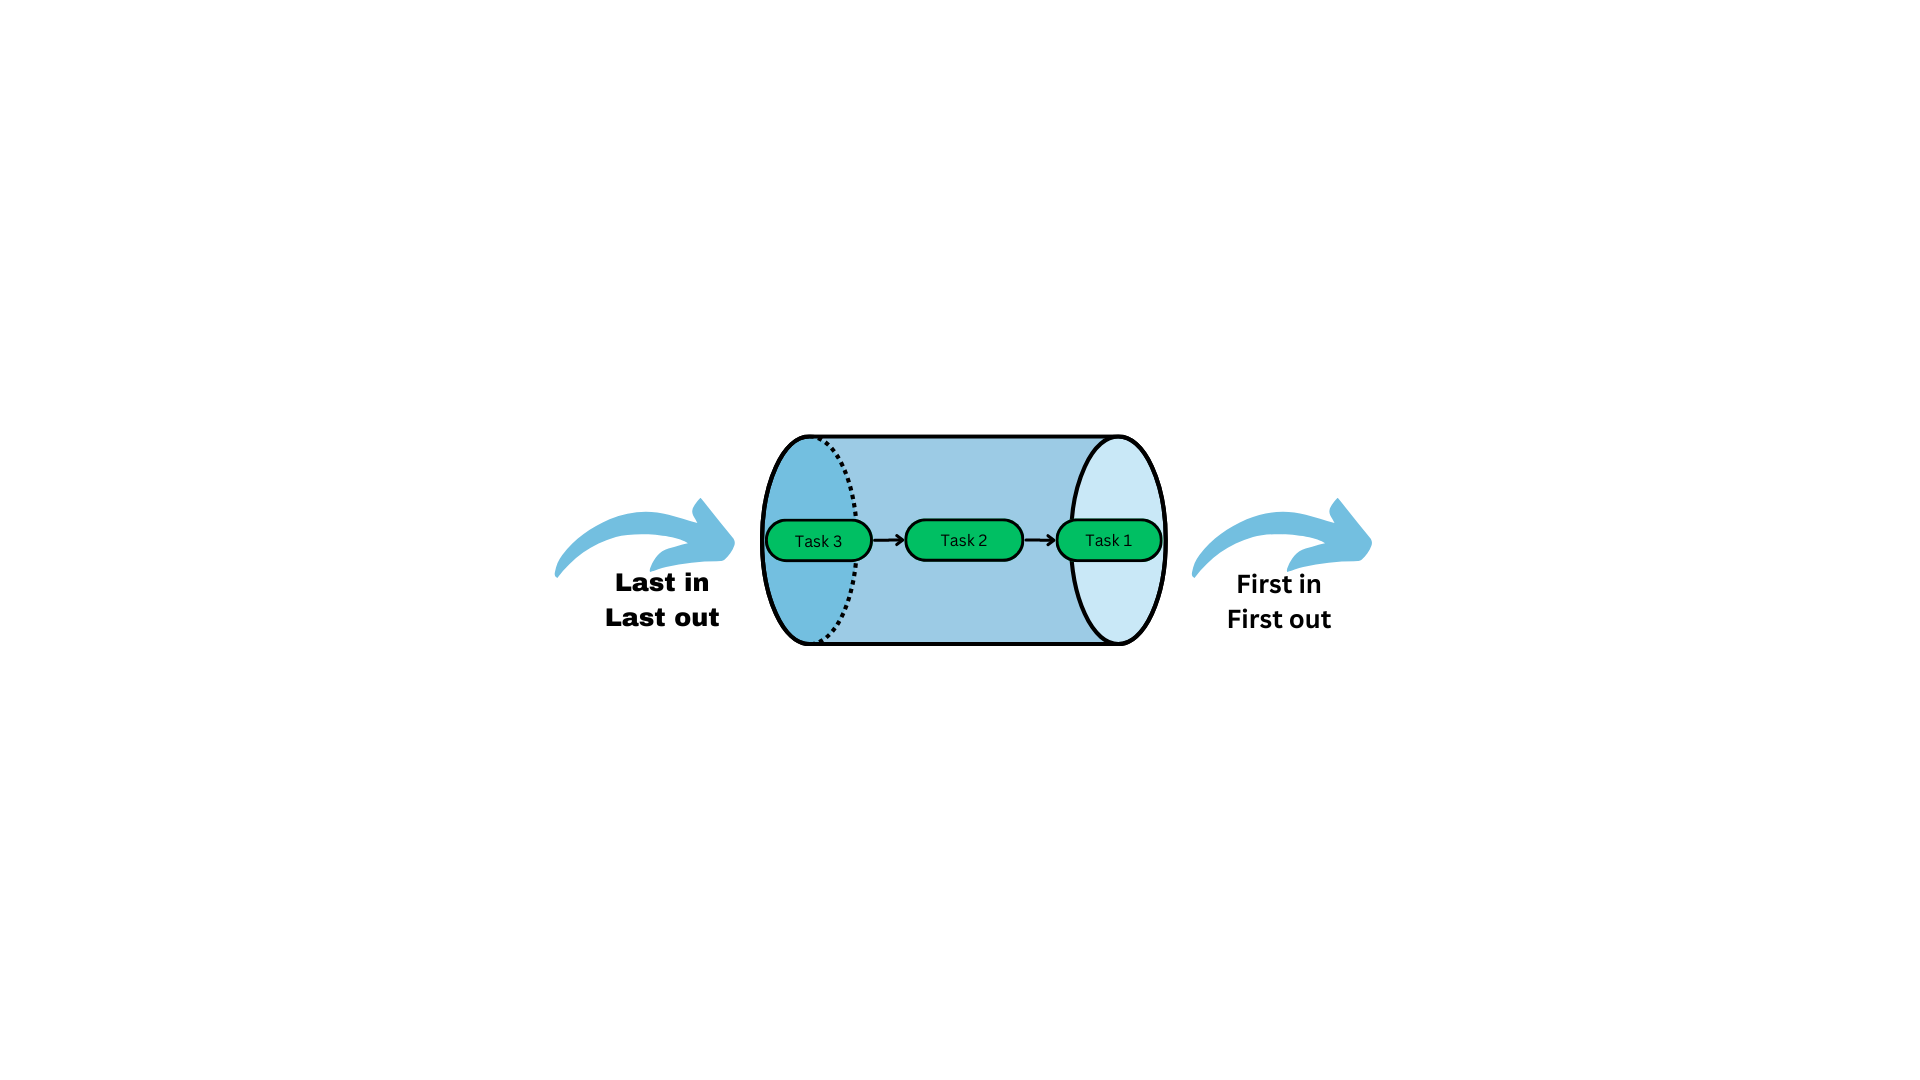 Task 3
Task 2
Task 1
Last in
Last out
First in
First out